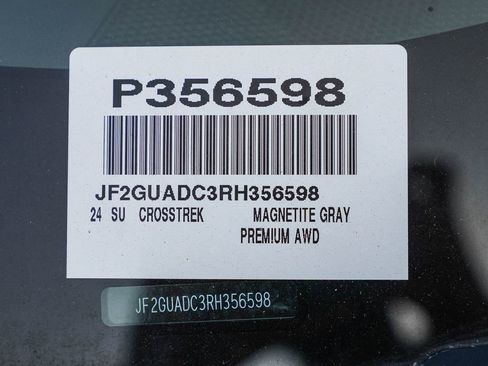 P356598
JF2GUADC3RH356598
24 SU CROSSTREK MAGNETITE GRAY
PREMIUM AWD
JF2GUADC3RH356598